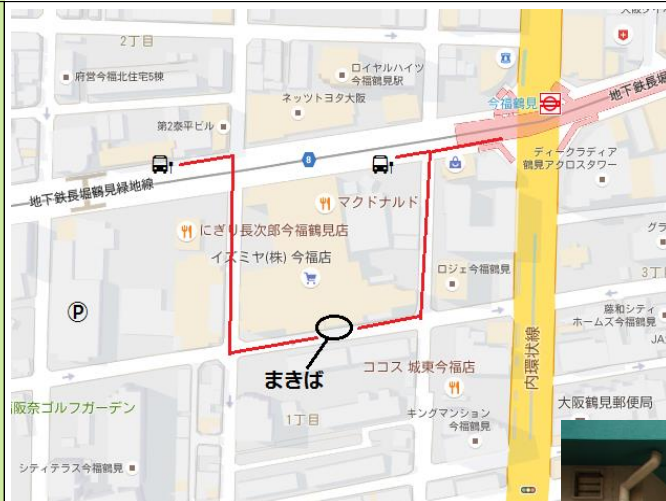 2丁目
府営今福北住宅5棟
ロイヤルハイツ
今福鶴見駅
ネッツトヨタ大阪
第2泰平ビル
今福鶴見
地下鉄長堀
8
ディークラディア
鶴見アクロスタワー
地下鉄長堀鶴見緑地線
マクドナルド
にぎり長次郎今福鶴見店
イズミヤ(株) 今福店
グラ
ロジェ今福鶴見
3丁
P
藤和シティ
ホームズ今福鶴見
JA
内環状線
まきば
ココス 城東今福店
阪奈ゴルフガーデン
1丁目
キングマンション
今福鶴見
大阪鶴見郵便局
シティテラス今福鶴見